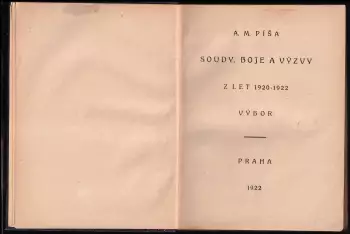 A. M. PÍŠA
SOUDY, BOJE A VÝZVY
Z LET 1920-1922
VÝBOR
PRAHA
1922